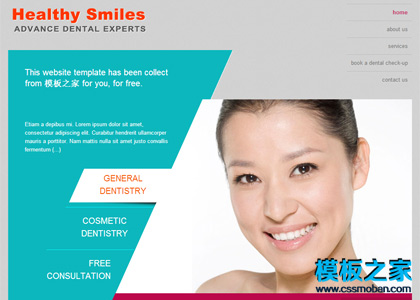 Healthy Smiles
ADVANCE DENTAL EXPERTS
home
about us
services
book a dental check-up
contact us
This website template has been collect
from 模板之家 for you, for free.
Etiam a depibus mi. Lorem ipsum dolor sit amet,
consectetur adipiscing elit. Curabitur hendrerit ullamcorper
mauris a porttitor. Nam mattis nulla sit amet justo convallis
fermentum [...]
GENERAL
DENTISTRY
COSMETIC
DENTISTRY
FREE
CONSULTATION
模板之家
www.cssmoban.com